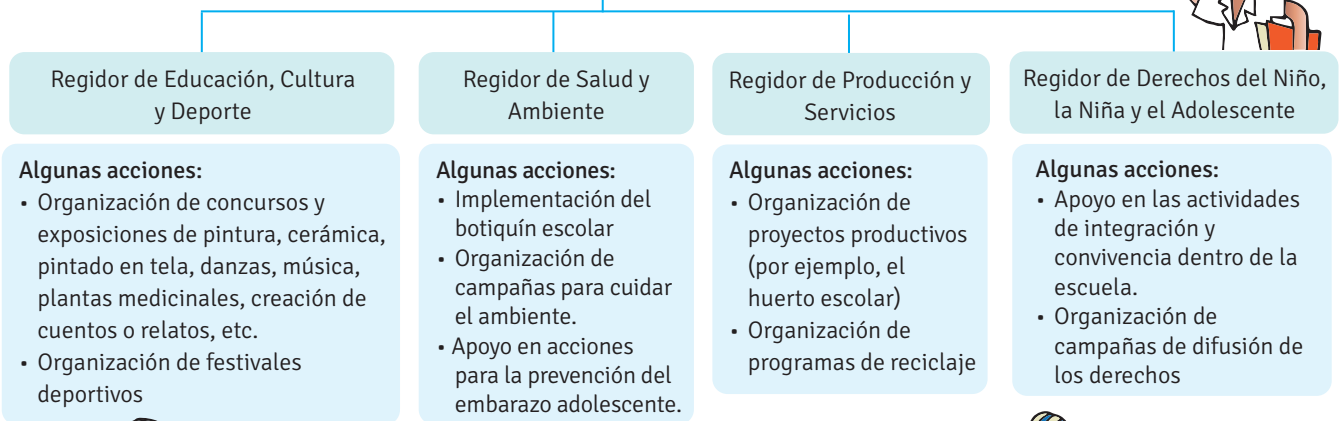 Regidor de Educación, Cultura
y Deporte
Algunas acciones:
• Organización de concursos y
exposiciones de pintura, cerámica,
pintado en tela, danzas, música,
plantas medicinales, creación de
cuentos o relatos, etc.
• Organización de festivales
deportivos
Regidor de Salud y
Ambiente
Algunas acciones:
• Implementación del
botiquín escolar
• Organización de
campañas para cuidar
el ambiente.
• Apoyo en acciones
para la prevención del
embarazo adolescente.
Regidor de Producción y
Servicios
Algunas acciones:
• Organización de
proyectos productivos
(por ejemplo, el
huerto escolar)
• Organización de
programas de reciclaje
Regidor de Derechos del Niño,
la Niña y el Adolescente
Algunas acciones:
• Apoyo en las actividades
de integración y
convivencia dentro de la
escuela.
• Organización de
campañas de difusión de
los derechos